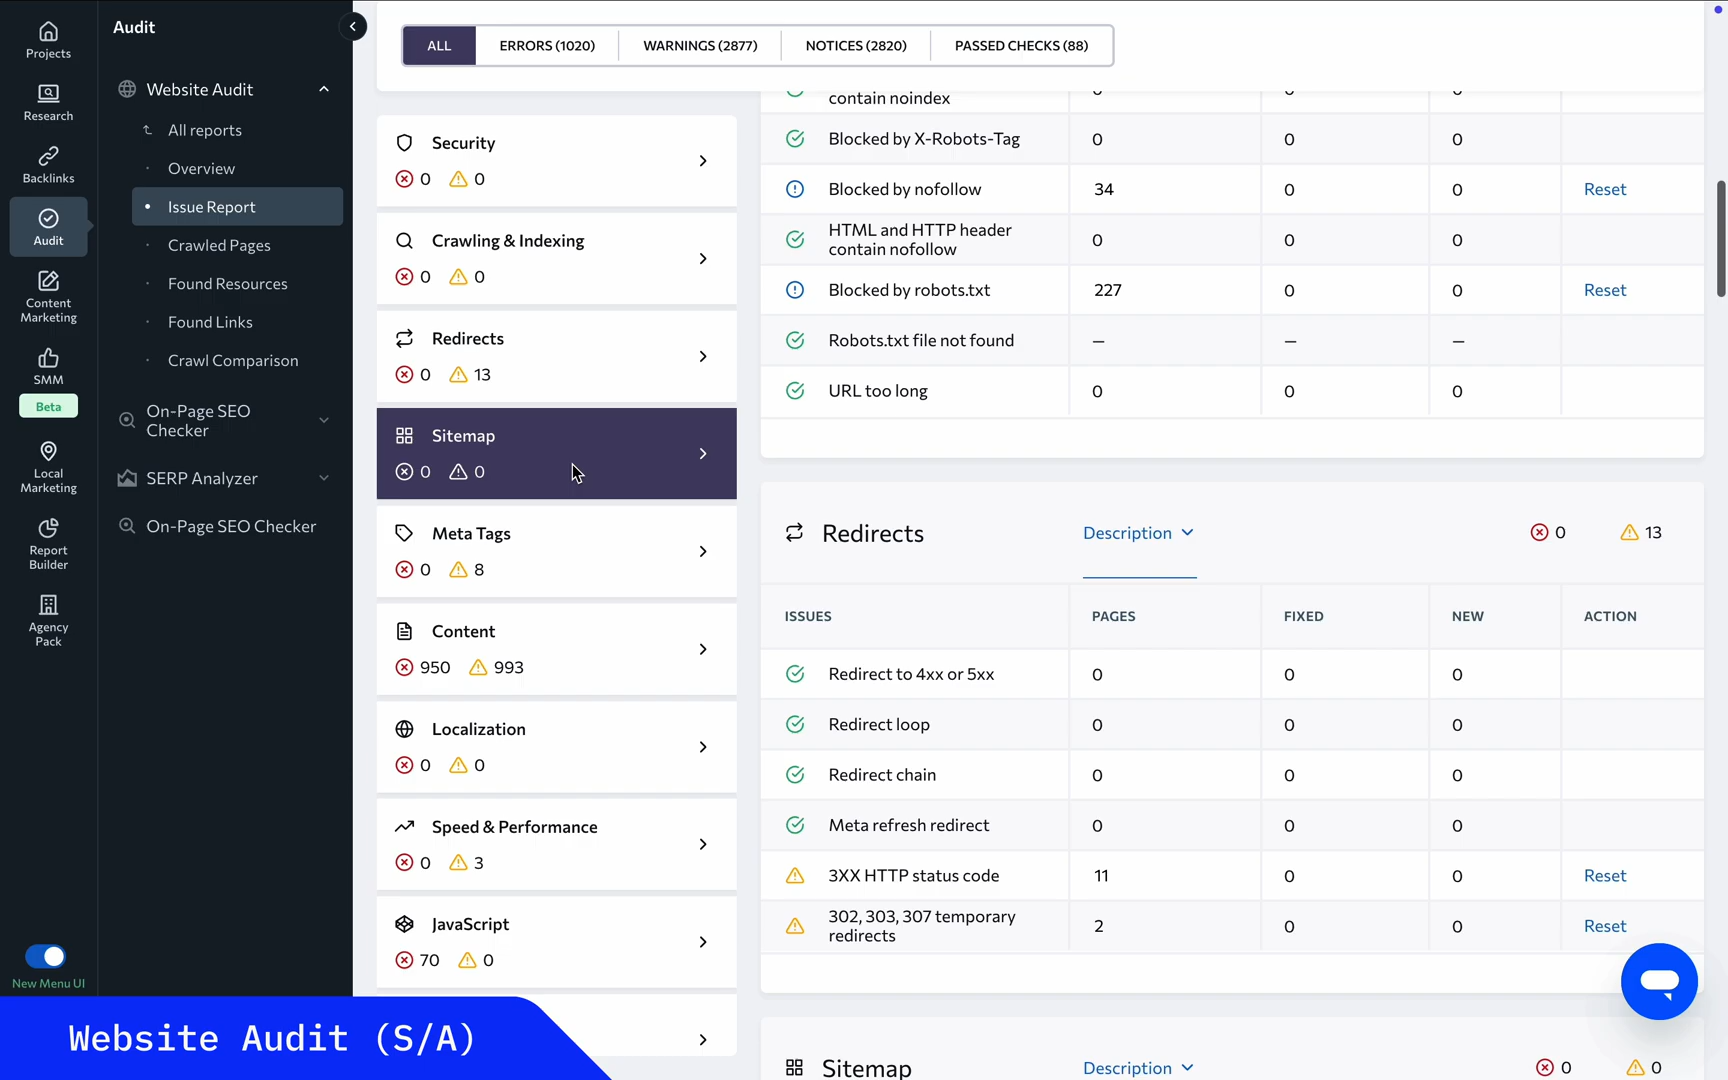 Projects
Research
Backlinks
Audit
Content
Marketing
SMM
Beta
Local
Marketing
Report
Builder
Agency
Pack
New Menu UI
Audit
Website Audit
All reports
Overview
Issue Report
Crawled Pages
Found Resources
Found Links
Crawl Comparison
On-Page SEO
Checker
SERP Analyzer
On-Page SEO Checker
ALL ERRORS (1020) WARNINGS (2877) NOTICES (2820) PASSED CHECKS (88)
Security
0 0
Crawling & Indexing
0 0
Redirects
0 13
Sitemap
0 0
Meta Tags
0 8
Content
950 993
Localization
0 0
Speed & Performance
0 3
JavaScript
70 0
contain noindex
Blocked by X-Robots-Tag 0 0 0
Blocked by nofollow 34 0 0 Reset
HTML and HTTP header
contain nofollow 0 0 0
Blocked by robots.txt 227 0 0 Reset
Robots.txt file not found – – –
URL too long 0 0 0
Redirects Description 0 13
ISSUES PAGES FIXED NEW ACTION
Redirect to 4xx or 5xx 0 0 0
Redirect loop 0 0 0
Redirect chain 0 0 0
Meta refresh redirect 0 0 0
3XX HTTP status code 11 0 0 Reset
302, 303, 307 temporary
redirects 2 0 0 Reset
Sitemap Description 0 0
Website Audit (S/A)